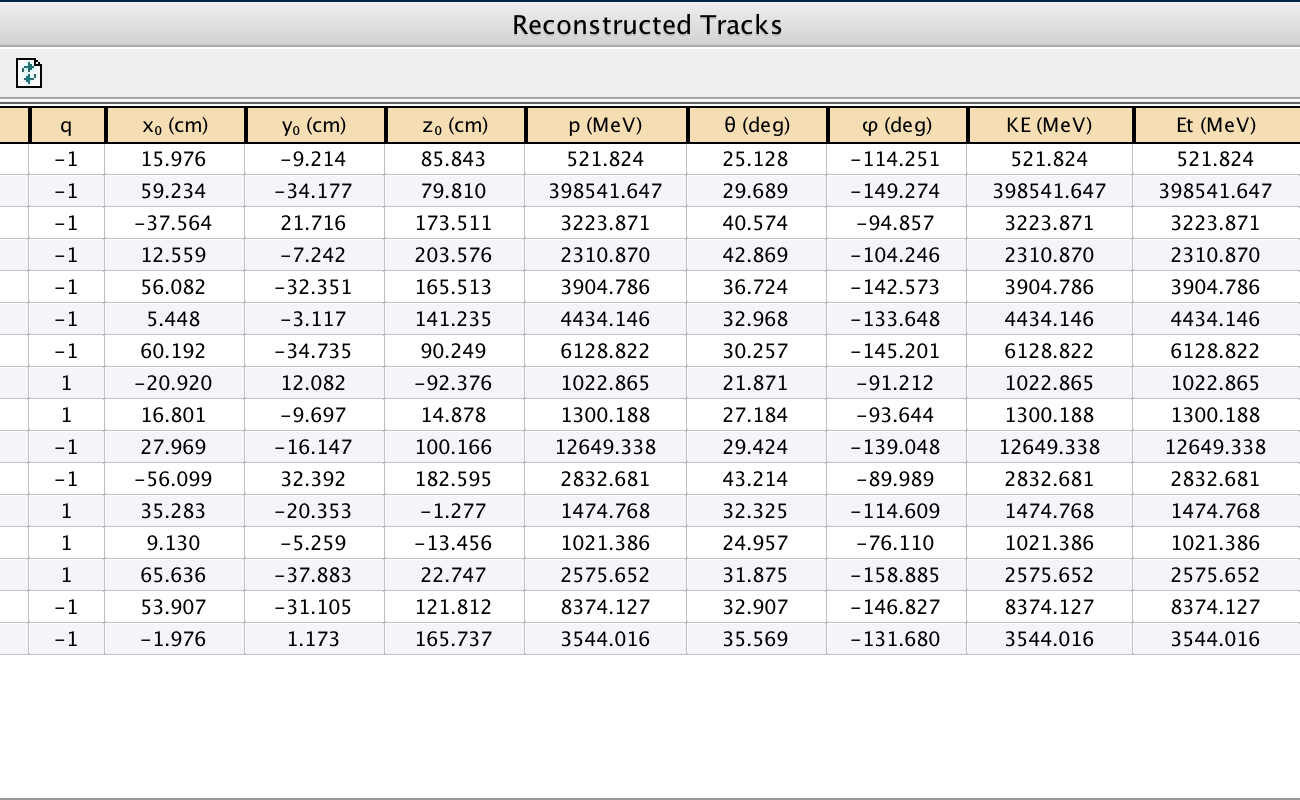 Reconstructed Tracks
q x₀ (cm) y₀ (cm) z₀ (cm) p (MeV) θ (deg) φ (deg) KE (MeV) Et (MeV)
−1 15.976 −9.214 85.843 521.824 25.128 −114.251 521.824 521.824
−1 59.234 −34.177 79.810 398541.647 29.689 −149.274 398541.647 398541.647
−1 −37.564 21.716 173.511 3223.871 40.574 −94.857 3223.871 3223.871
−1 12.559 −7.242 203.576 2310.870 42.869 −104.246 2310.870 2310.870
−1 56.082 −32.351 165.513 3904.786 36.724 −142.573 3904.786 3904.786
−1 5.448 −3.117 141.235 4434.146 32.968 −133.648 4434.146 4434.146
−1 60.192 −34.735 90.249 6128.822 30.257 −145.201 6128.822 6128.822
1 −20.920 12.082 −92.376 1022.865 21.871 −91.212 1022.865 1022.865
1 16.801 −9.697 14.878 1300.188 27.184 −93.644 1300.188 1300.188
−1 27.969 −16.147 100.166 12649.338 29.424 −139.048 12649.338 12649.338
−1 −56.099 32.392 182.595 2832.681 43.214 −89.989 2832.681 2832.681
1 35.283 −20.353 −1.277 1474.768 32.325 −114.609 1474.768 1474.768
1 9.130 −5.259 −13.456 1021.386 24.957 −76.110 1021.386 1021.386
1 65.636 −37.883 22.747 2575.652 31.875 −158.885 2575.652 2575.652
−1 53.907 −31.105 121.812 8374.127 32.907 −146.827 8374.127 8374.127
−1 −1.976 1.173 165.737 3544.016 35.569 −131.680 3544.016 3544.016